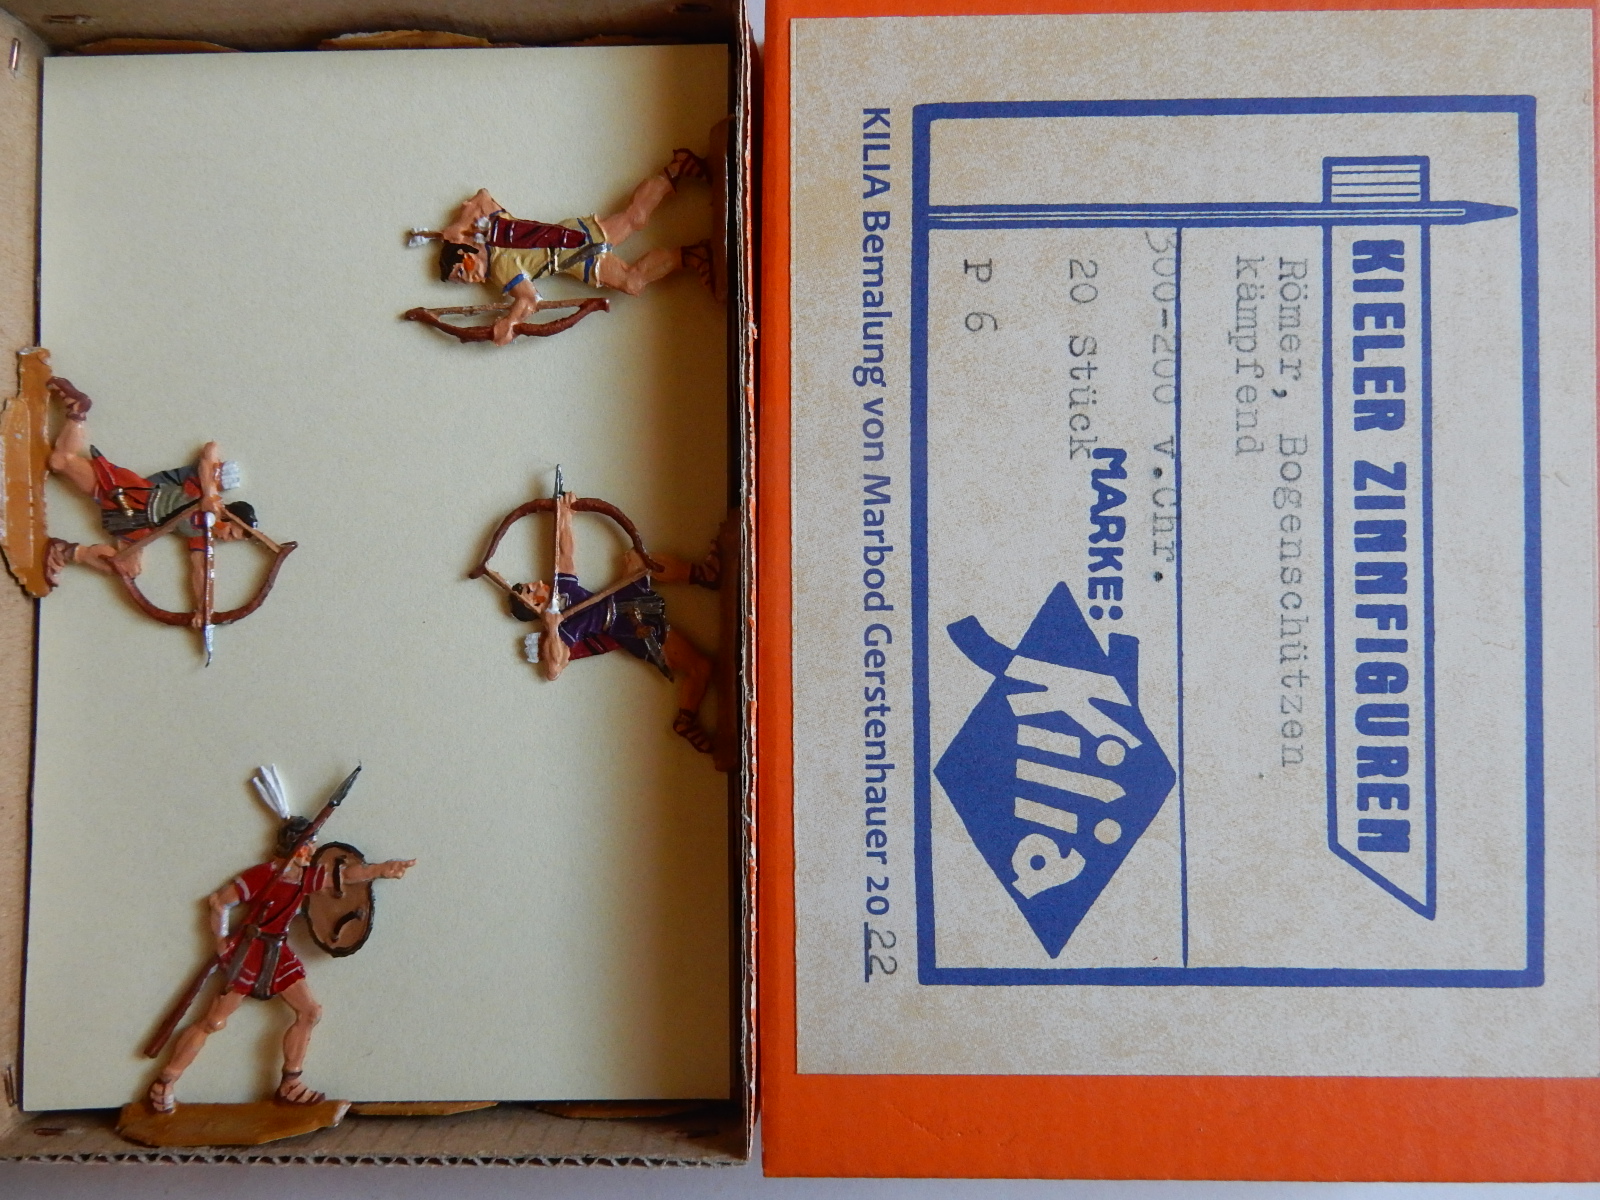 KIELER ZINNFIGUREN
Römer, Bogenschützen
kämpfend
300-200 v.Chr.
20 Stück
MARKE:
Kilia
P 6
KILIA Bemalung von Marbod Gerstenhauer 2022